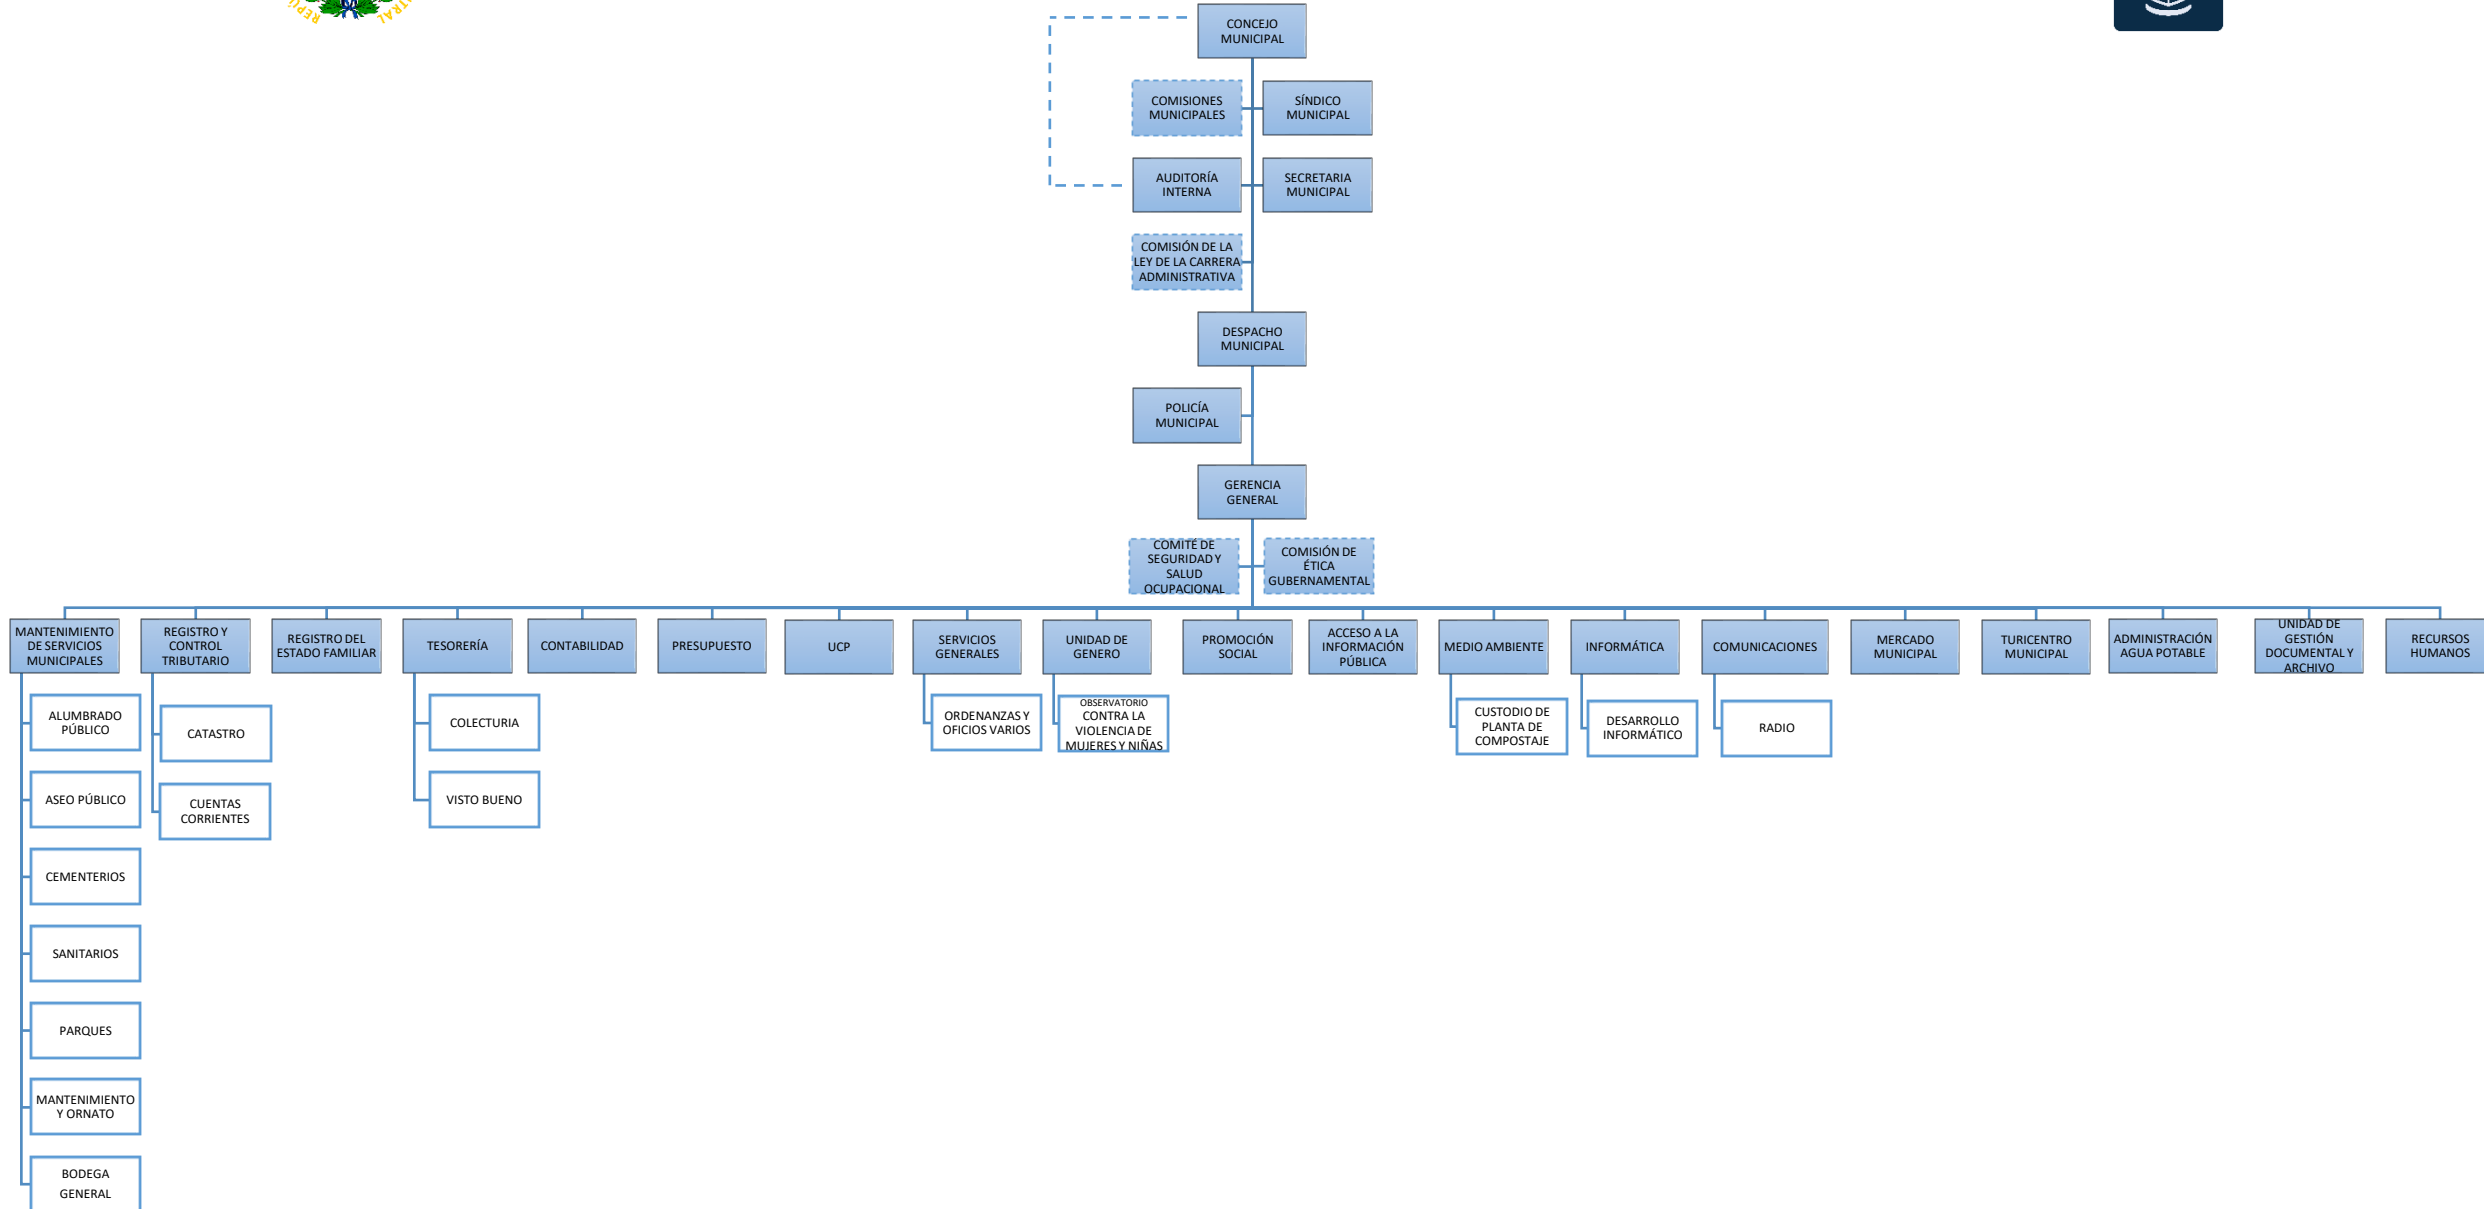 REPÚ
NTRAL
CONCEJO
MUNICIPAL
COMISIONES
MUNICIPALES
SÍNDICO
MUNICIPAL
AUDITORÍA
INTERNA
SECRETARIA
MUNICIPAL
COMISIÓN DE LA
LEY DE LA CARRERA
ADMINISTRATIVA
DESPACHO
MUNICIPAL
POLICÍA
MUNICIPAL
GERENCIA
GENERAL
COMITÉ DE
SEGURIDAD Y
SALUD
OCUPACIONAL
COMISIÓN DE
ÉTICA
GUBERNAMENTAL
MANTENIMIENTO
DE SERVICIOS
MUNICIPALES
REGISTRO Y
CONTROL
TRIBUTARIO
REGISTRO DEL
ESTADO FAMILIAR
TESORERÍA
CONTABILIDAD
PRESUPUESTO
UCP
SERVICIOS
GENERALES
UNIDAD DE
GENERO
PROMOCIÓN
SOCIAL
ACCESO A LA
INFORMACIÓN
PÚBLICA
MEDIO AMBIENTE
INFORMÁTICA
COMUNICACIONES
MERCADO
MUNICIPAL
TURICENTRO
MUNICIPAL
ADMINISTRACIÓN
AGUA POTABLE
UNIDAD DE
GESTIÓN
DOCUMENTAL Y
ARCHIVO
RECURSOS
HUMANOS
ALUMBRADO
PÚBLICO
ASEO PÚBLICO
CEMENTERIOS
SANITARIOS
PARQUES
MANTENIMIENTO
Y ORNATO
BODEGA
GENERAL
CATASTRO
CUENTAS
CORRIENTES
COLECTURIA
VISTO BUENO
ORDENANZAS Y
OFICIOS VARIOS
OBSERVATORIO
CONTRA LA
VIOLENCIA DE
MUJERES Y NIÑAS
CUSTODIO DE
PLANTA DE
COMPOSTAJE
DESARROLLO
INFORMÁTICO
RADIO